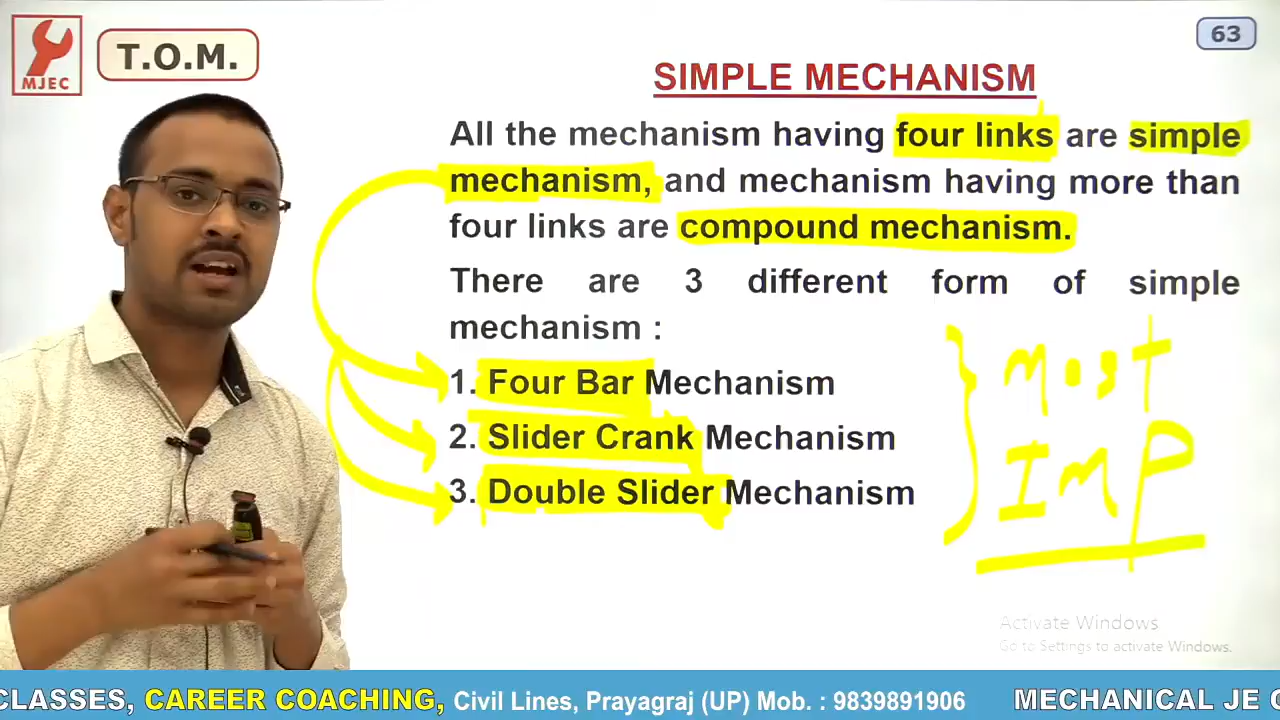 MJEC
T.O.M.
63
SIMPLE MECHANISM
All the mechanism having four links are simple
mechanism, and mechanism having more than
four links are compound mechanism.
There are 3 different form of simple
mechanism :
1. Four Bar Mechanism
2. Slider Crank Mechanism
3. Double Slider Mechanism
Most
IMP
Activate Windows
Go to Settings to activate Windows.
CLASSES, CAREER COACHING, Civil Lines, Prayagraj (UP) Mob. : 9839891906 MECHANICAL JE